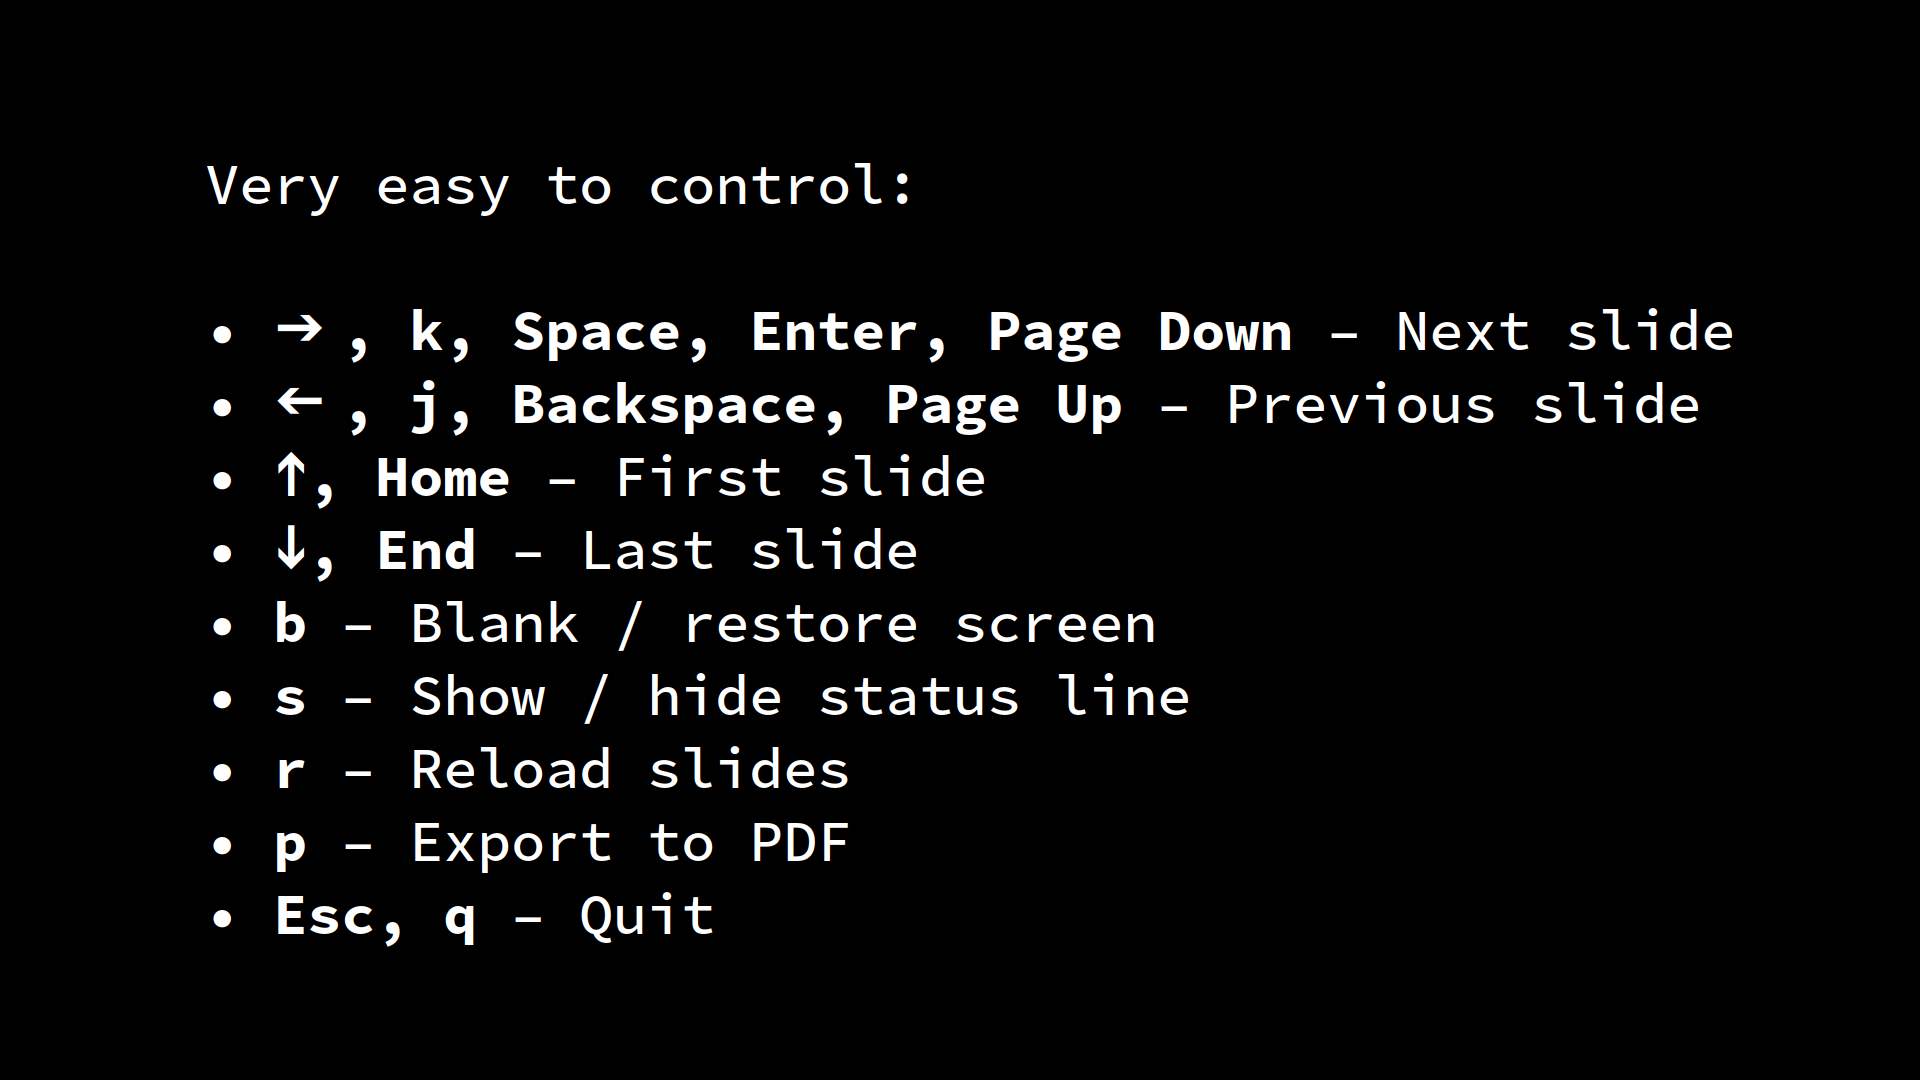 Very easy to control:
• → , k, Space, Enter, Page Down – Next slide
• ← , j, Backspace, Page Up – Previous slide
• ↑, Home – First slide
• ↓, End – Last slide
• b – Blank / restore screen
• s – Show / hide status line
• r – Reload slides
• p – Export to PDF
• Esc, q – Quit